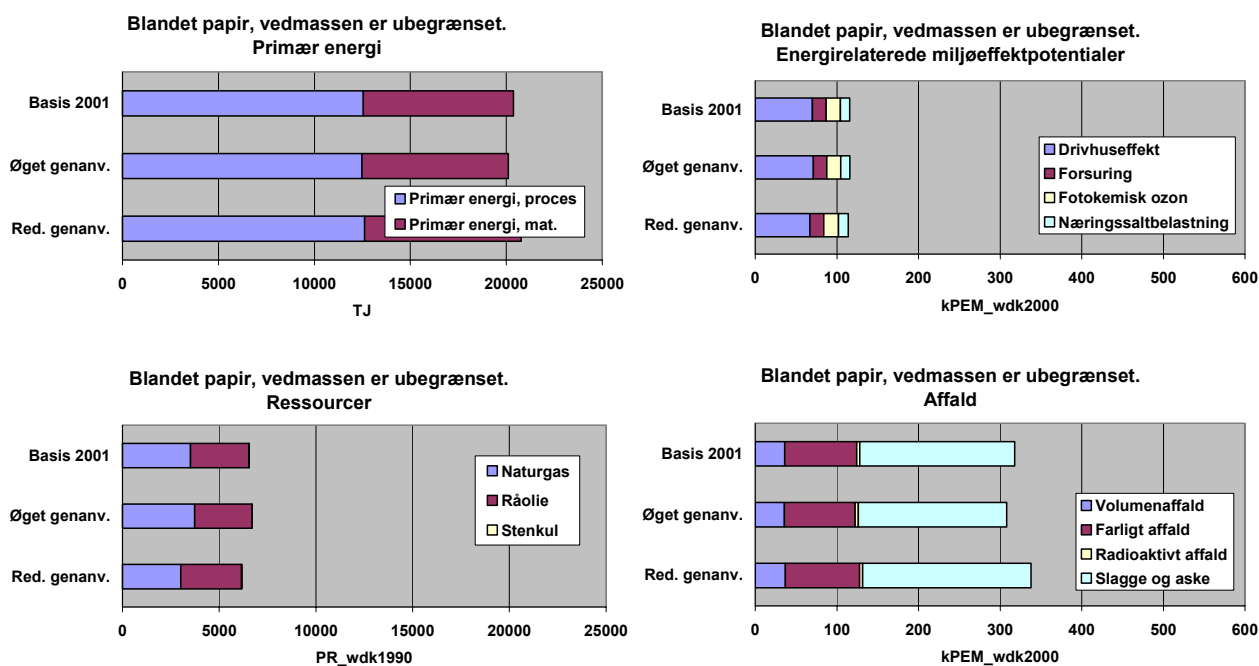 Blandet papir, vedmassen er ubegrænset.
Primær energi
Basis 2001
Øget genanv.
Red. genanv.
Primær energi, proces
Primær energi, mat.
0 5000 10000 15000 20000 25000
TJ
Blandet papir, vedmassen er ubegrænset.
Energirelaterede miljøeffektpotentialer
Basis 2001
Øget genanv.
Red. genanv.
Drivhuseffekt
Forsuring
Fotokemisk ozon
Næringssaltbelastning
0 100 200 300 400 500 600
kPEM_wdk2000
Blandet papir, vedmassen er ubegrænset.
Ressourcer
Basis 2001
Øget genanv.
Red. genanv.
Naturgas
Råolie
Stenkul
0 5000 10000 15000 20000 25000
PR_wdk1990
Blandet papir, vedmassen er ubegrænset.
Affald
Basis 2001
Øget genanv.
Red. genanv.
Volumenaffald
Farligt affald
Radioaktivt affald
Slagge og aske
0 100 200 300 400 500 600
kPEM_wdk2000